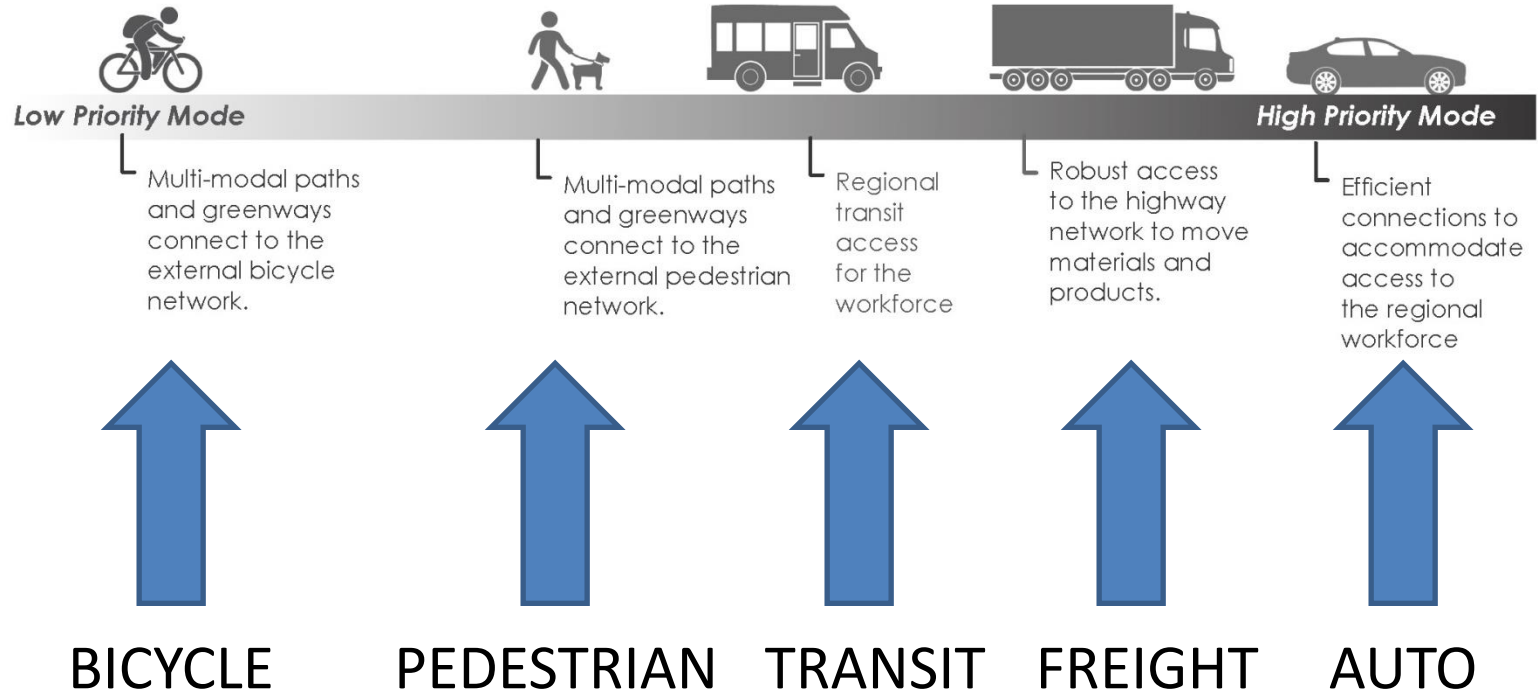 Low Priority Mode
High Priority Mode
Multi-modal paths
and greenways
connect to the
external bicycle
network.
Multi-modal paths
and greenways
connect to the
external pedestrian
network.
Regional
transit
access
for the
workforce
Robust access
to the highway
network to move
materials and
products.
Efficient
connections to
accommodate
access to
the regional
workforce
BICYCLE
PEDESTRIAN
TRANSIT
FREIGHT
AUTO